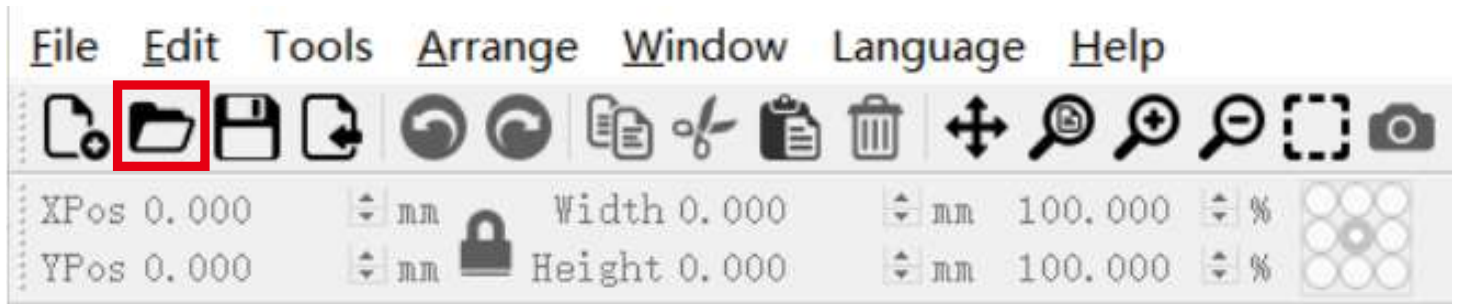 File Edit Tools Arrange Window Language Help
XPos 0.000 mm Width 0.000 mm 100.000 %
YPos 0.000 mm Height 0.000 mm 100.000 %